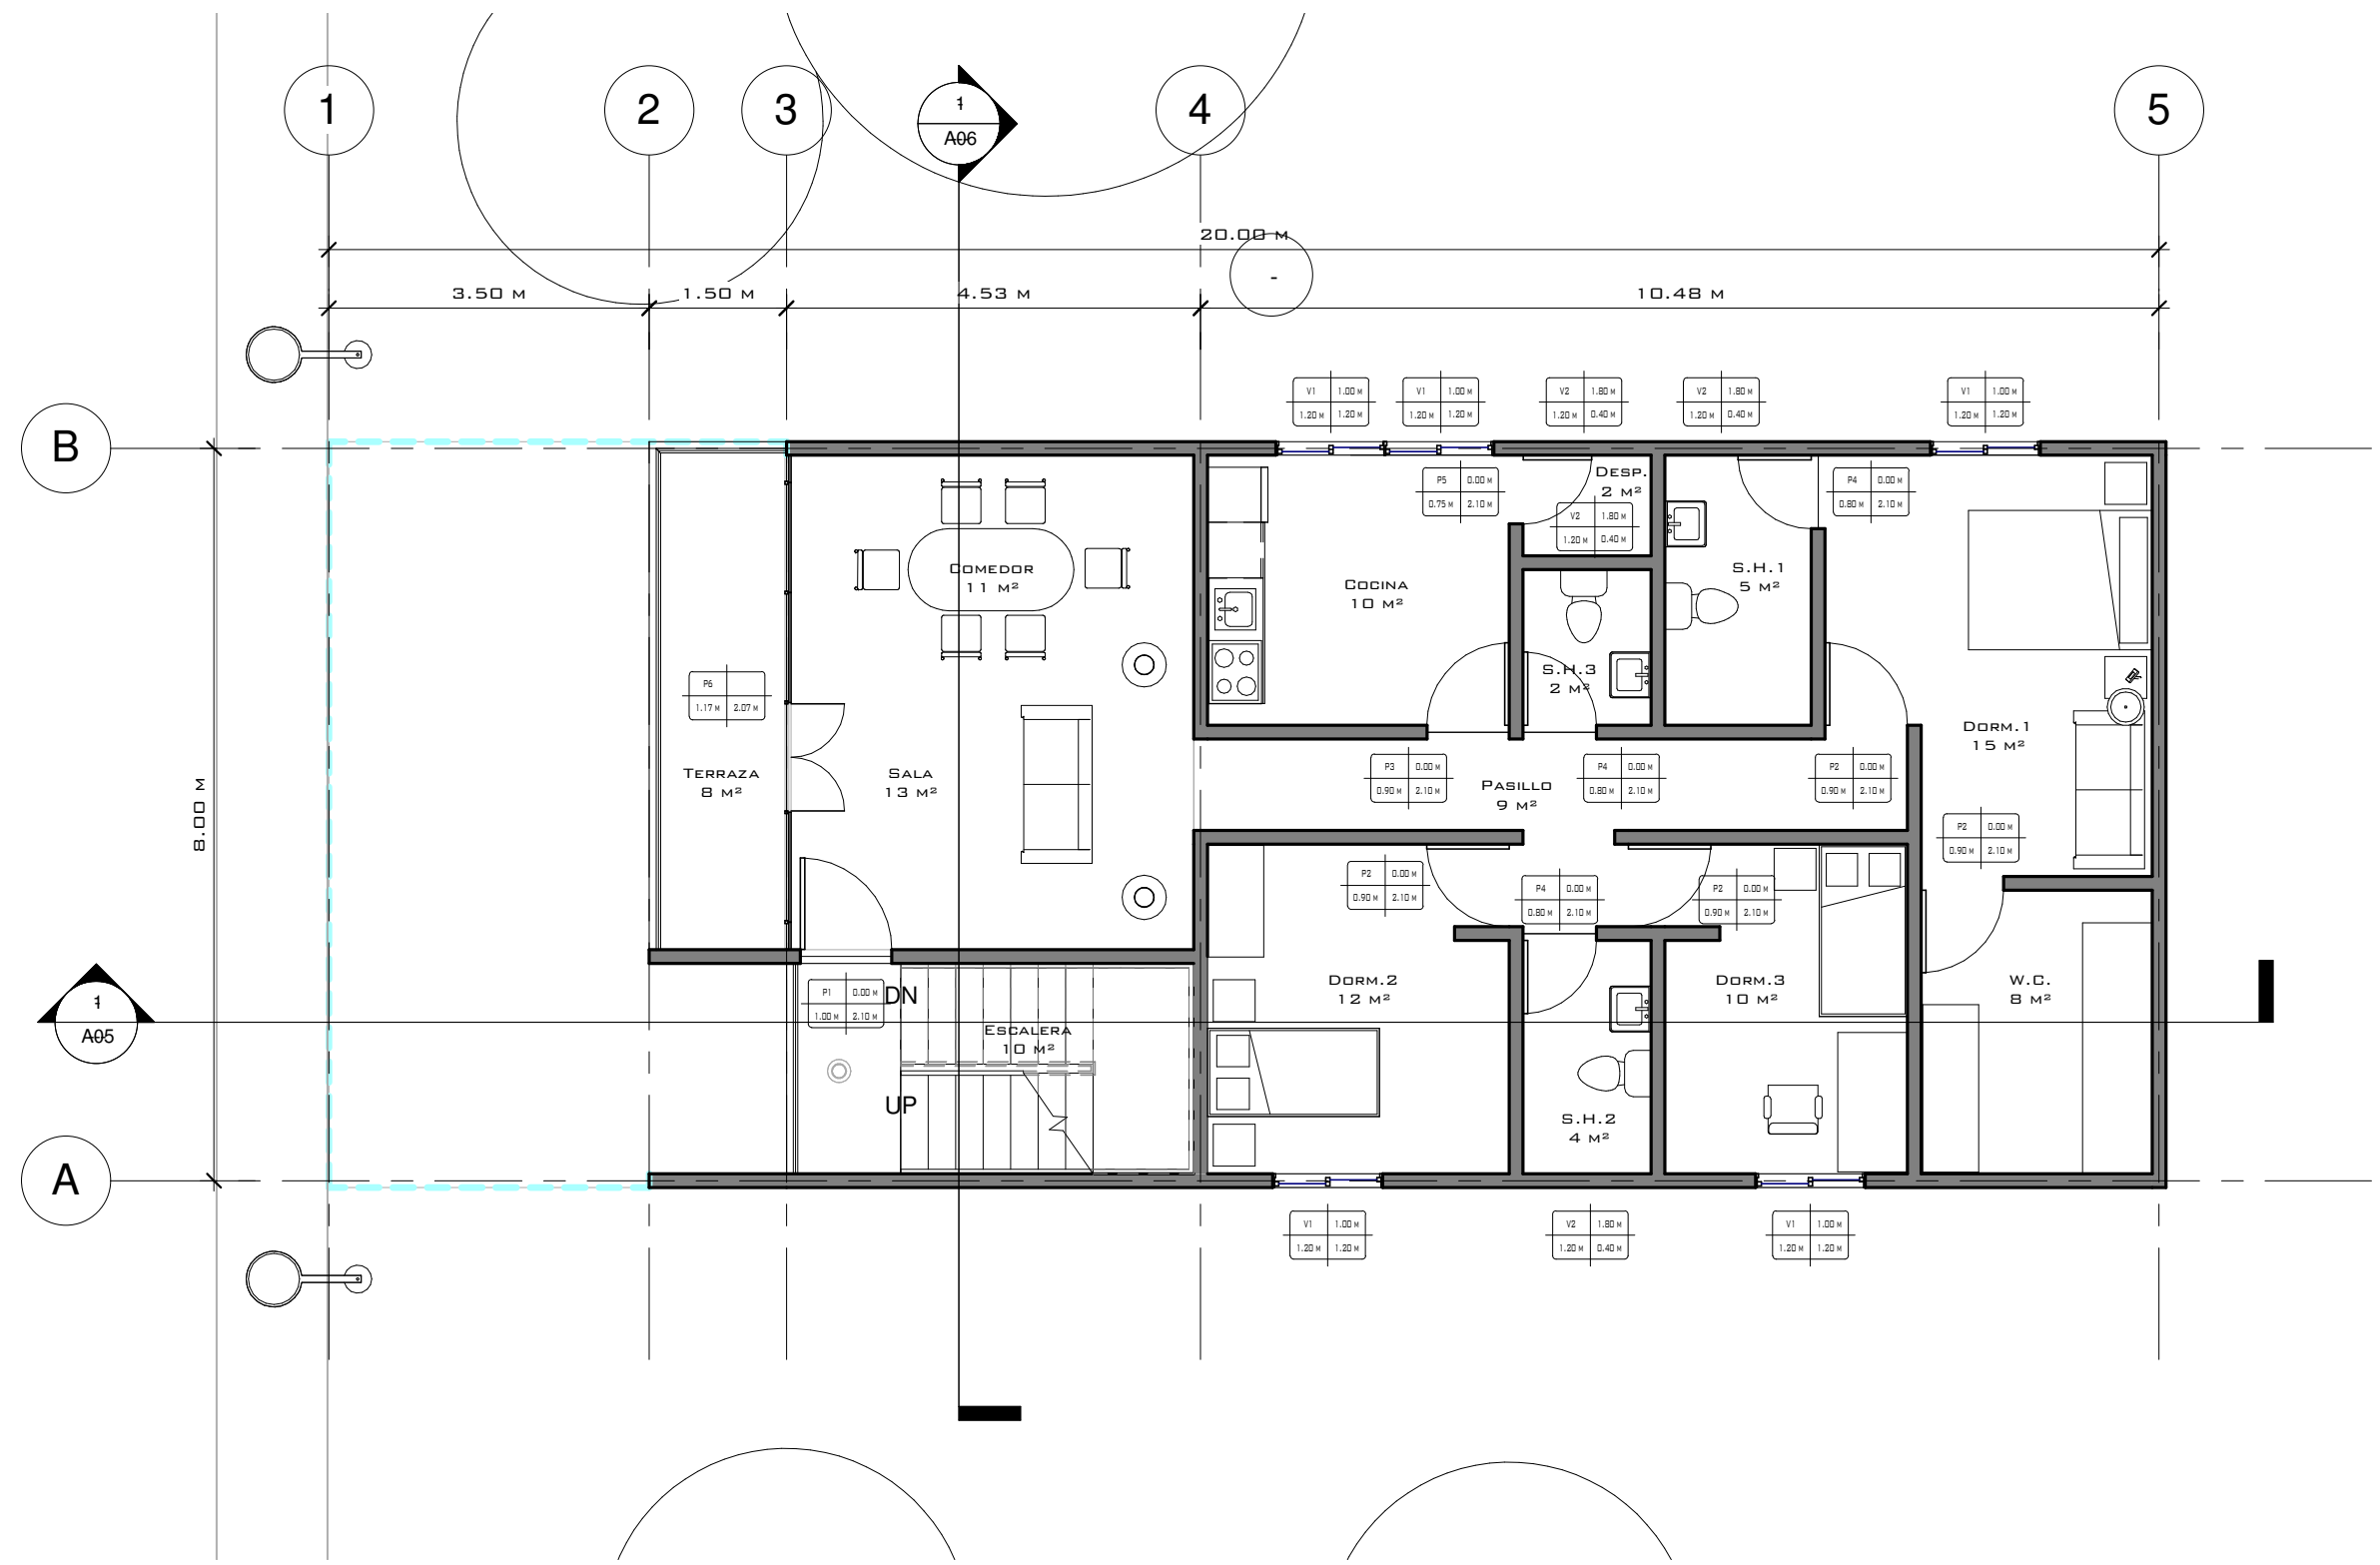 1
2
3
4
5
1
A06
20.00 M
-
3.50 M
1.50 M
4.53 M
10.48 M
V1 1.00 M
1.20 M 1.20 M
V1 1.00 M
1.20 M 1.20 M
V2 1.80 M
1.20 M 0.40 M
V2 1.80 M
1.20 M 0.40 M
V1 1.00 M
1.20 M 1.20 M
B
P5 0.00 M
0.75 M 2.10 M
DESP.
2 M²
V2 1.80 M
1.20 M 0.40 M
P4 0.00 M
0.80 M 2.10 M
COMEDOR
11 M²
COCINA
10 M²
S.H.1
5 M²
S.H.3
2 M²
P6
1.17 M 2.07 M
DORM.1
15 M²
TERRAZA
8 M²
SALA
13 M²
P3 0.00 M
0.90 M 2.10 M
PASILLO
9 M²
P4 0.00 M
0.80 M 2.10 M
P2 0.00 M
0.90 M 2.10 M
8.00 M
P2 0.00 M
0.90 M 2.10 M
P2 0.00 M
0.90 M 2.10 M
P4 0.00 M
0.80 M 2.10 M
P2 0.00 M
0.90 M 2.10 M
1
A05
P1 0.00 M
1.00 M 2.10 M
DN
ESCALERA
10 M²
DORM.2
12 M²
DORM.3
10 M²
W.C.
8 M²
UP
S.H.2
4 M²
A
V1 1.00 M
1.20 M 1.20 M
V2 1.80 M
1.20 M 0.40 M
V1 1.00 M
1.20 M 1.20 M